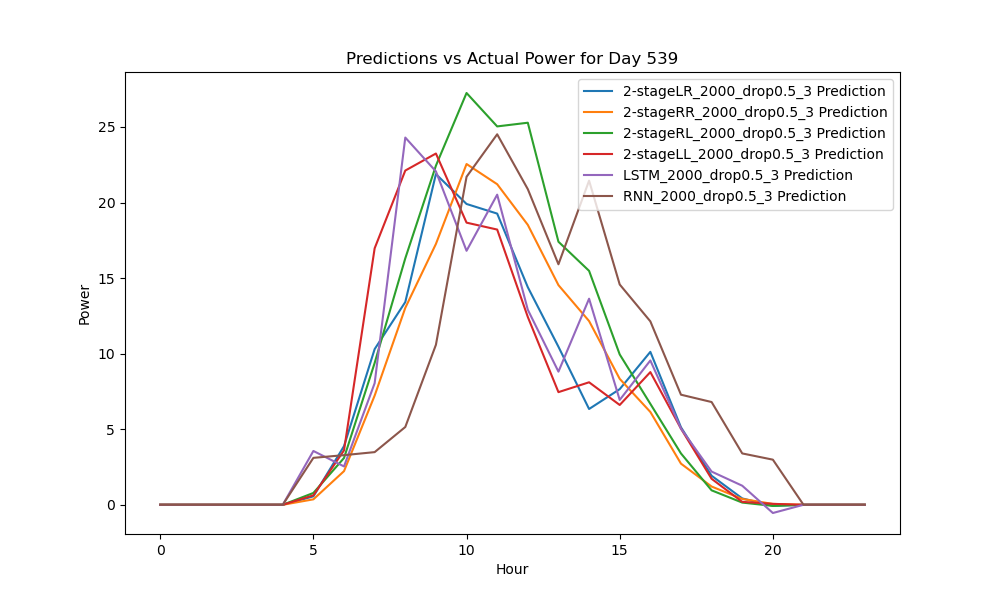 Predictions vs Actual Power for Day 539
2-stageLR_2000_drop0.5_3 Prediction
2-stageRR_2000_drop0.5_3 Prediction
2-stageRL_2000_drop0.5_3 Prediction
2-stageLL_2000_drop0.5_3 Prediction
LSTM_2000_drop0.5_3 Prediction
RNN_2000_drop0.5_3 Prediction
25
20
15
10
5
0
Power
0 5 10 15 20
Hour